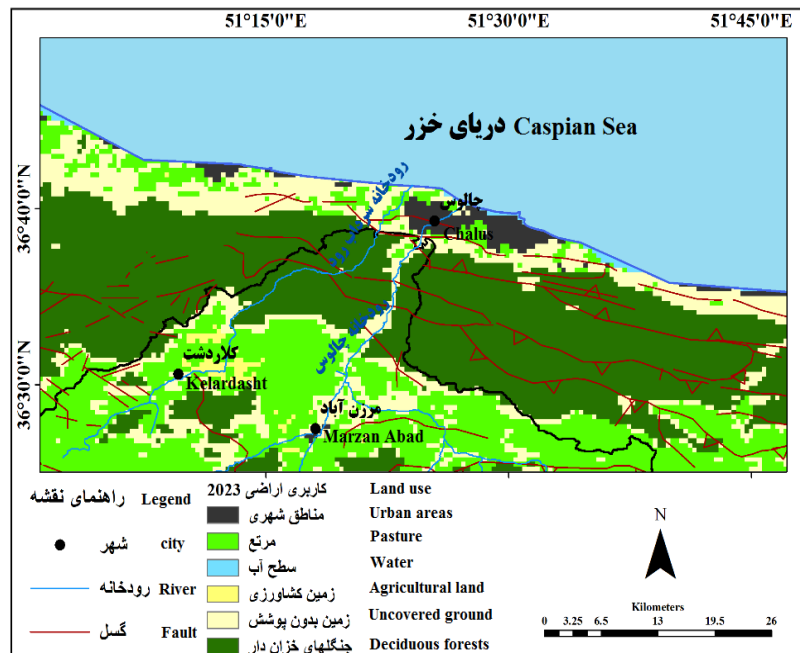 51°15'0"E 51°30'0"E 51°45'0"E
36°40'0"N
36°30'0"N
دریای خزر Caspian Sea
رودخانه سرداب رود
چالوس
Chalus
رودخانه چالوس
کلاردشت
Kelardasht
مرزن آباد
Marzan Abad
راهنمای نقشه Legend
شهر city
رودخانه River
گسل Fault
کاربری اراضی 2023 Land use
مناطق شهری Urban areas
مرتع Pasture
سطح آب Water
زمین کشاورزی Agricultural land
زمین بدون پوشش Uncovered ground
جنگلهای خزان دار Deciduous forests
N
Kilometers
0 3.25 6.5 13 19.5 26